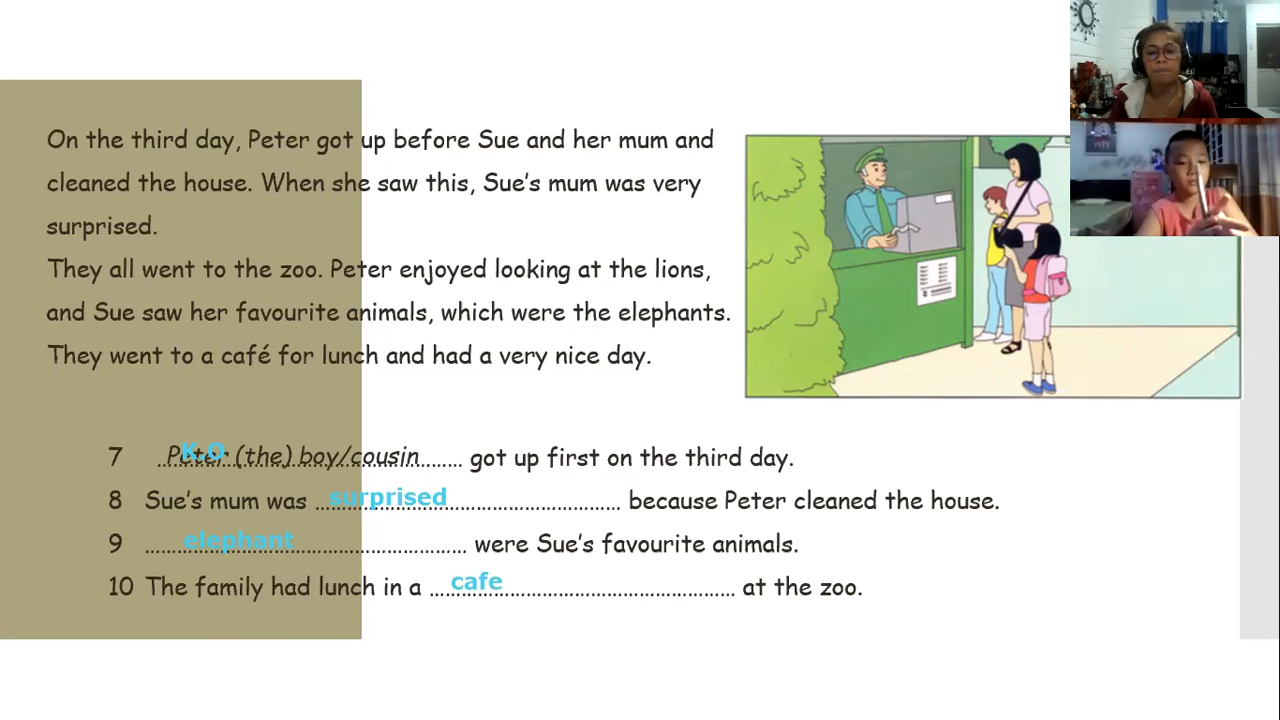 On the third day, Peter got up before Sue and her mum and
cleaned the house. When she saw this, Sue's mum was very
surprised.
They all went to the zoo. Peter enjoyed looking at the lions,
and Sue saw her favourite animals, which were the elephants.
They went to a café for lunch and had a very nice day.
7 Peter (the) boy/cousin K.O got up first on the third day.
8 Sue's mum was surprised because Peter cleaned the house.
9 elephant were Sue's favourite animals.
10 The family had lunch in a cafe at the zoo.